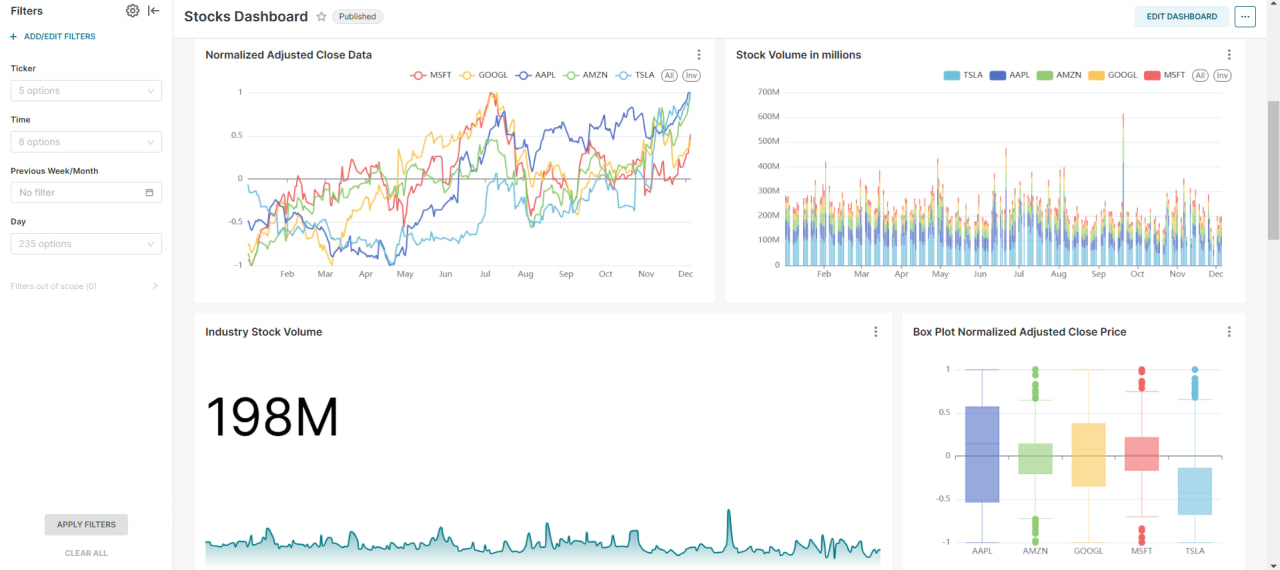 Filters
+ ADD/EDIT FILTERS
Ticker
5 options
Time
8 options
Previous Week/Month
No filter
Day
235 options
Filters out of scope (0)
APPLY FILTERS
CLEAR ALL
Stocks Dashboard
Published
EDIT DASHBOARD
Normalized Adjusted Close Data
MSFT GOOGL AAPL AMZN TSLA All Inv
1
0.5
0
-0.5
-1
Feb Mar Apr May Jun Jul Aug Sep Oct Nov Dec
Stock Volume in millions
TSLA AAPL AMZN GOOGL MSFT All Inv
700M
600M
500M
400M
300M
200M
100M
0
Feb Mar Apr May Jun Jul Aug Sep Oct Nov Dec
Industry Stock Volume
198M
Box Plot Normalized Adjusted Close Price
1
0.5
0
-0.5
-1
AAPL AMZN GOOGL MSFT TSLA